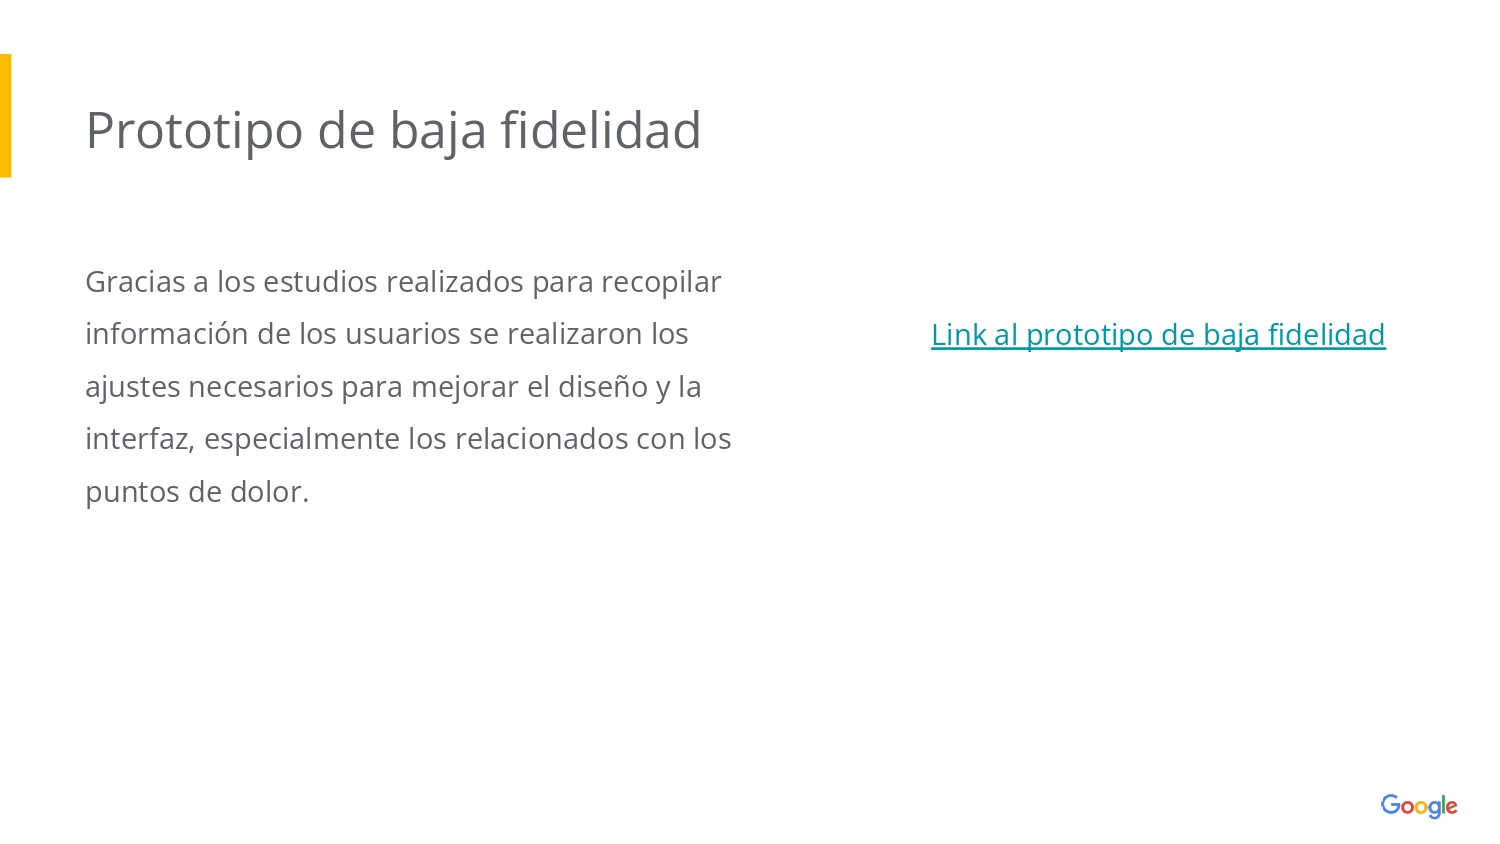 Prototipo de baja fidelidad
Gracias a los estudios realizados para recopilar
información de los usuarios se realizaron los
ajustes necesarios para mejorar el diseño y la
interfaz, especialmente los relacionados con los
puntos de dolor.
Link al prototipo de baja fidelidad
Google